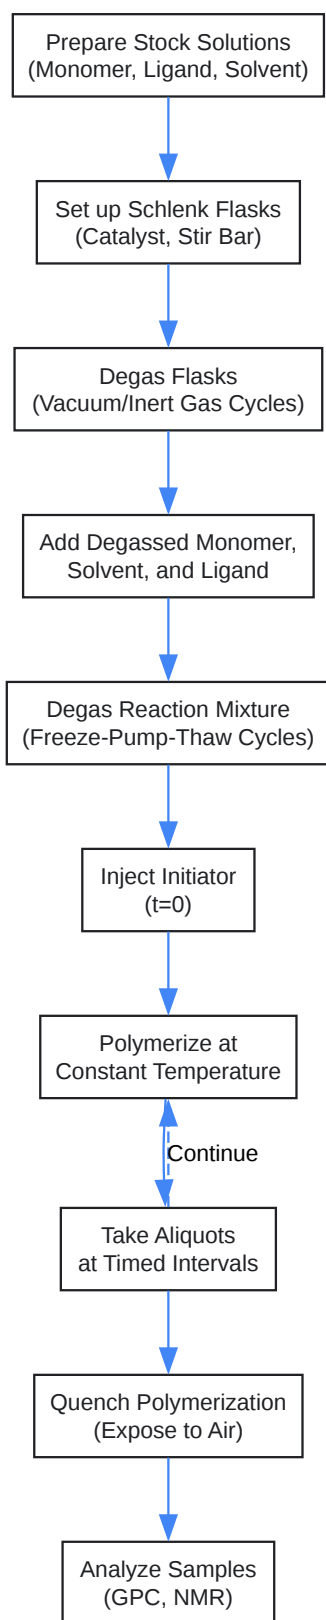 Prepare Stock Solutions
(Monomer, Ligand, Solvent)
Set up Schlenk Flasks
(Catalyst, Stir Bar)
Degas Flasks
(Vacuum/Inert Gas Cycles)
Add Degassed Monomer,
Solvent, and Ligand
Degas Reaction Mixture
(Freeze-Pump-Thaw Cycles)
Inject Initiator
(t=0)
Polymerize at
Constant Temperature
Continue
Take Aliquots
at Timed Intervals
Quench Polymerization
(Expose to Air)
Analyze Samples
(GPC, NMR)